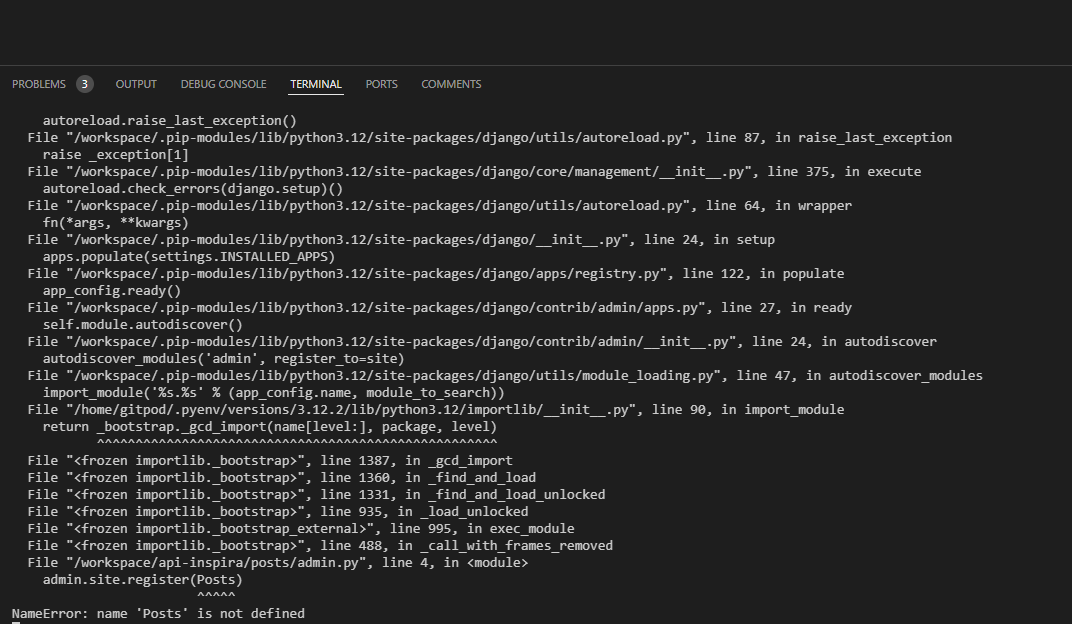 PROBLEMS 3 OUTPUT DEBUG CONSOLE TERMINAL PORTS COMMENTS
    autoreload.raise_last_exception()
  File "/workspace/.pip-modules/lib/python3.12/site-packages/django/utils/autoreload.py", line 87, in raise_last_exception
    raise _exception[1]
  File "/workspace/.pip-modules/lib/python3.12/site-packages/django/core/management/__init__.py", line 375, in execute
    autoreload.check_errors(django.setup)()
  File "/workspace/.pip-modules/lib/python3.12/site-packages/django/utils/autoreload.py", line 64, in wrapper
    fn(*args, **kwargs)
  File "/workspace/.pip-modules/lib/python3.12/site-packages/django/__init__.py", line 24, in setup
    apps.populate(settings.INSTALLED_APPS)
  File "/workspace/.pip-modules/lib/python3.12/site-packages/django/apps/registry.py", line 122, in populate
    app_config.ready()
  File "/workspace/.pip-modules/lib/python3.12/site-packages/django/contrib/admin/apps.py", line 27, in ready
    self.module.autodiscover()
  File "/workspace/.pip-modules/lib/python3.12/site-packages/django/contrib/admin/__init__.py", line 24, in autodiscover
    autodiscover_modules('admin', register_to=site)
  File "/workspace/.pip-modules/lib/python3.12/site-packages/django/utils/module_loading.py", line 47, in autodiscover_modules
    import_module('%s.%s' % (app_config.name, module_to_search))
  File "/home/gitpod/.pyenv/versions/3.12.2/lib/python3.12/importlib/__init__.py", line 90, in import_module
    return _bootstrap._gcd_import(name[level:], package, level)
           ^^^^^^^^^^^^^^^^^^^^^^^^^^^^^^^^^^^^^^^^^^^^^^^^^^^^
  File "<frozen importlib._bootstrap>", line 1387, in _gcd_import
  File "<frozen importlib._bootstrap>", line 1360, in _find_and_load
  File "<frozen importlib._bootstrap>", line 1331, in _find_and_load_unlocked
  File "<frozen importlib._bootstrap>", line 935, in _load_unlocked
  File "<frozen importlib._bootstrap_external>", line 995, in exec_module
  File "<frozen importlib._bootstrap>", line 488, in _call_with_frames_removed
  File "/workspace/api-inspira/posts/admin.py", line 4, in <module>
    admin.site.register(Posts)
                        ^^^^^
NameError: name 'Posts' is not defined